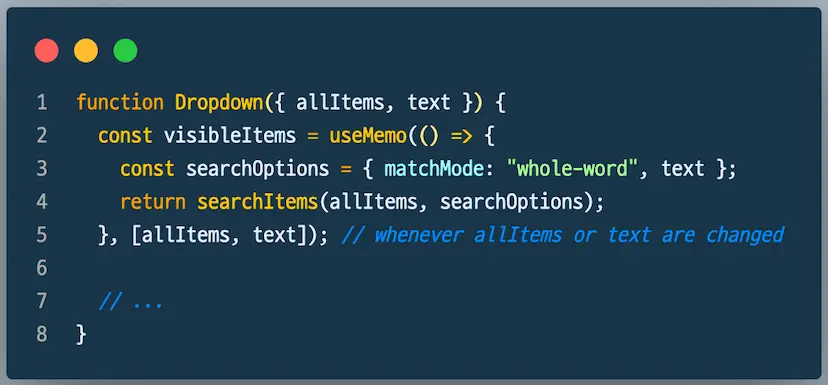 1 function Dropdown({ allItems, text }) {
2   const visibleItems = useMemo(() => {
3     const searchOptions = { matchMode: "whole-word", text };
4     return searchItems(allItems, searchOptions);
5   }, [allItems, text]); // whenever allItems or text are changed
6
7   // ...
8 }